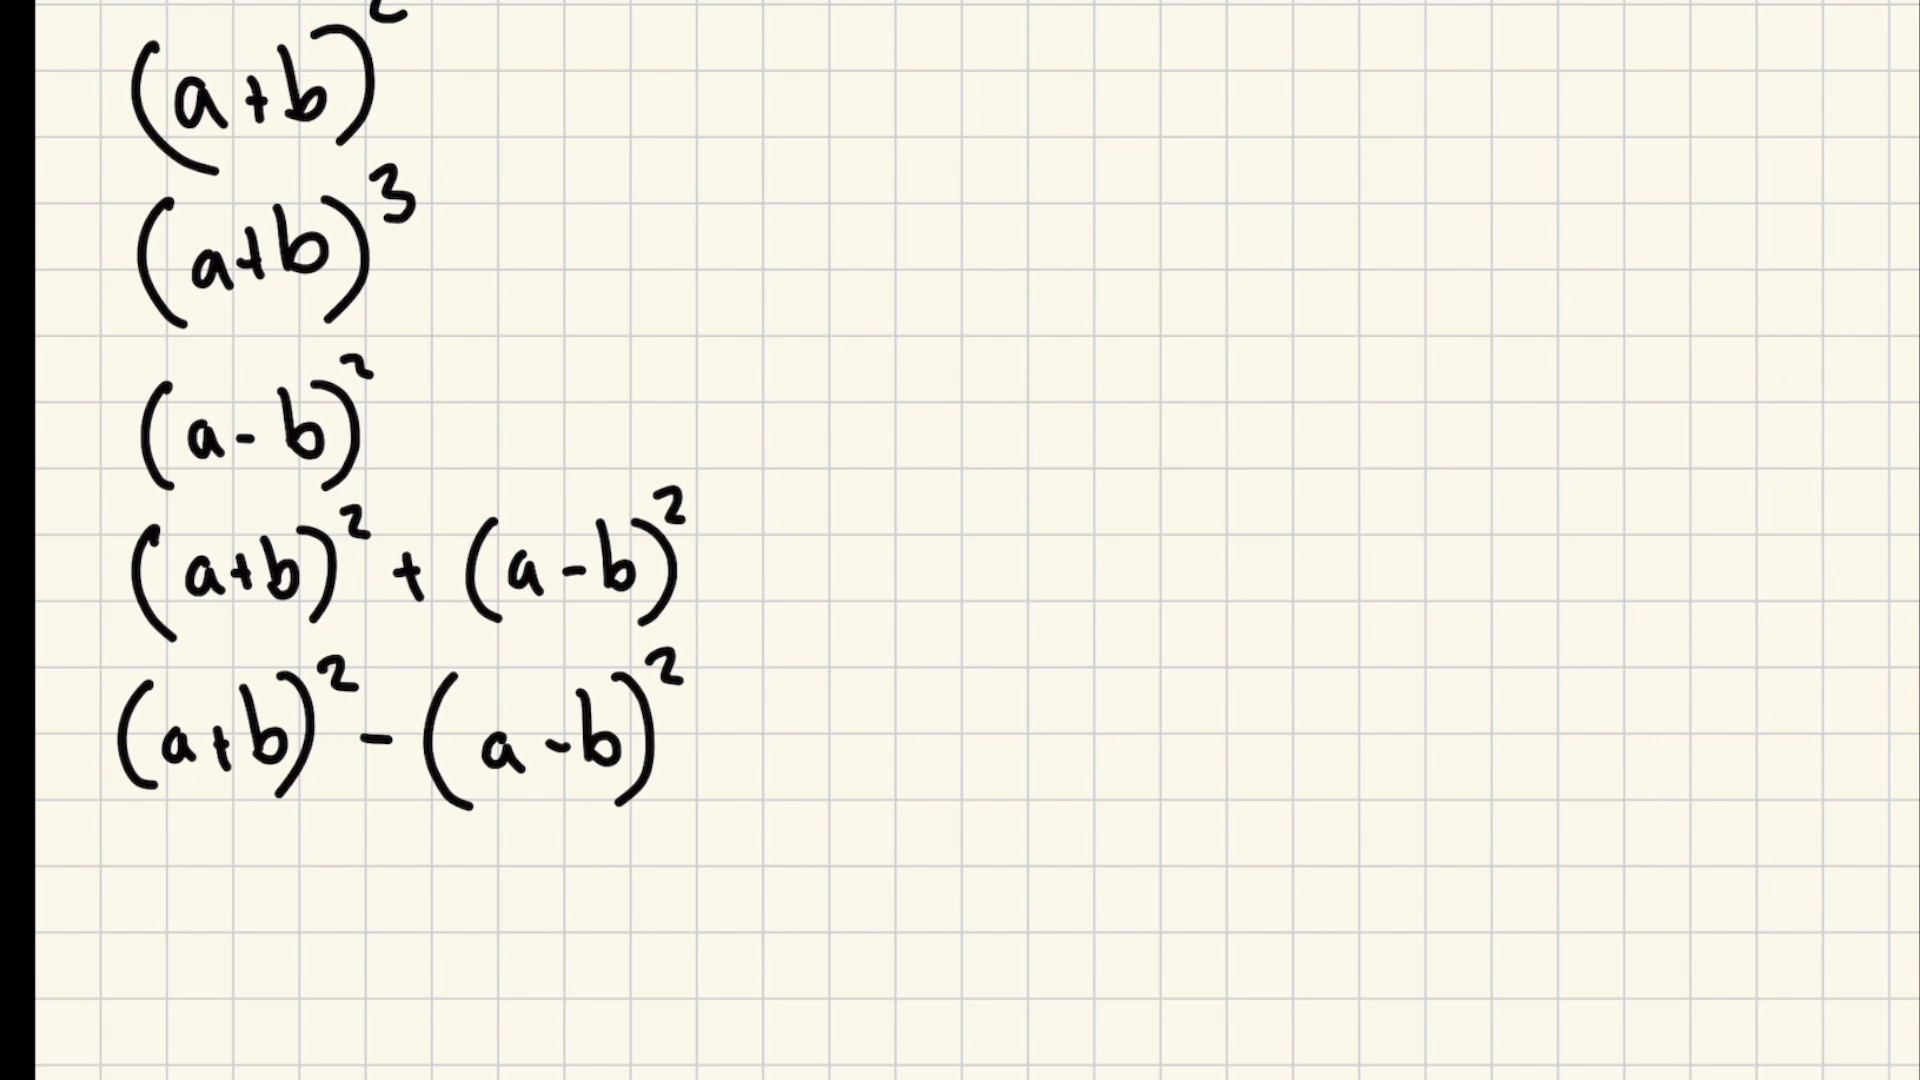 (a+b)²
(a+b)³
(a-b)²
(a+b)² + (a-b)²
(a+b)² - (a-b)²